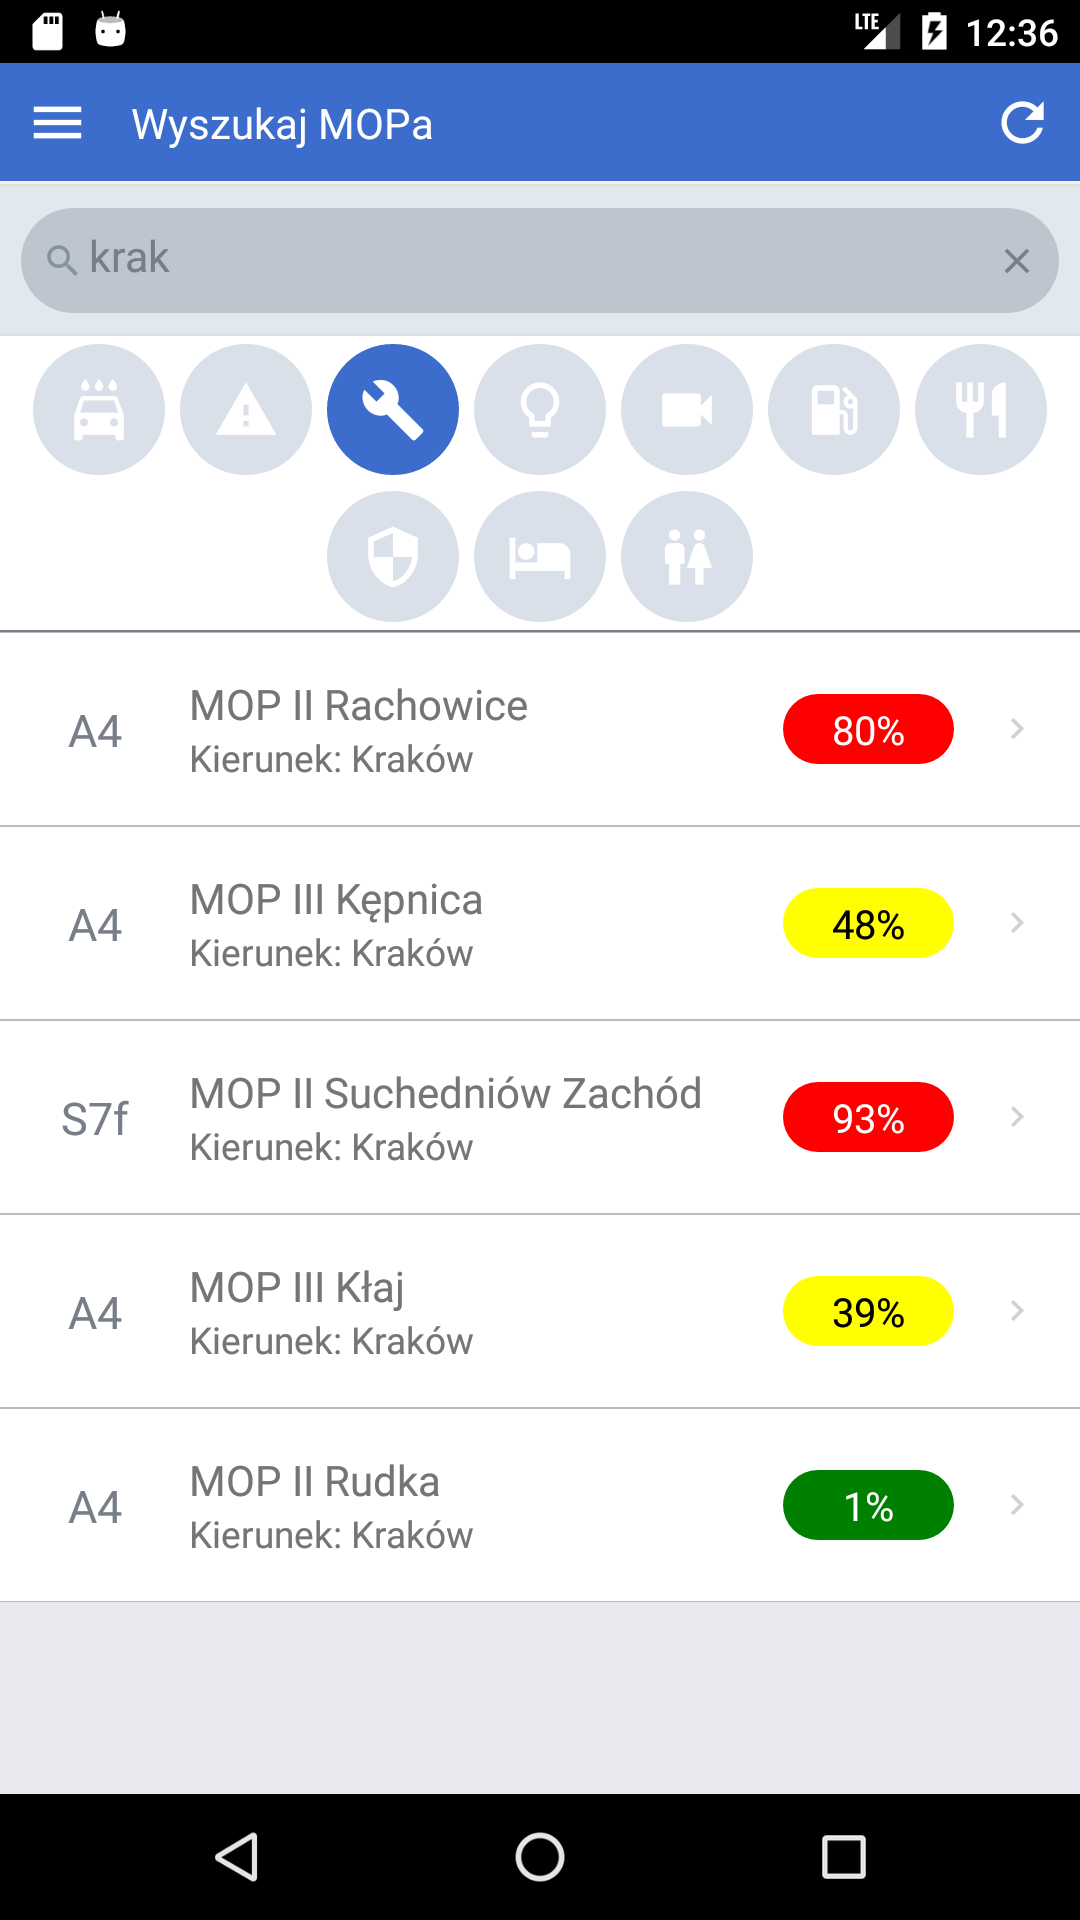 LTE 12:36
Wyszukaj MOPa
krak
A4 MOP II Rachowice 80%
Kierunek: Kraków
A4 MOP III Kępnica 48%
Kierunek: Kraków
S7f MOP II Suchedniów Zachód 93%
Kierunek: Kraków
A4 MOP III Kłaj 39%
Kierunek: Kraków
A4 MOP II Rudka 1%
Kierunek: Kraków